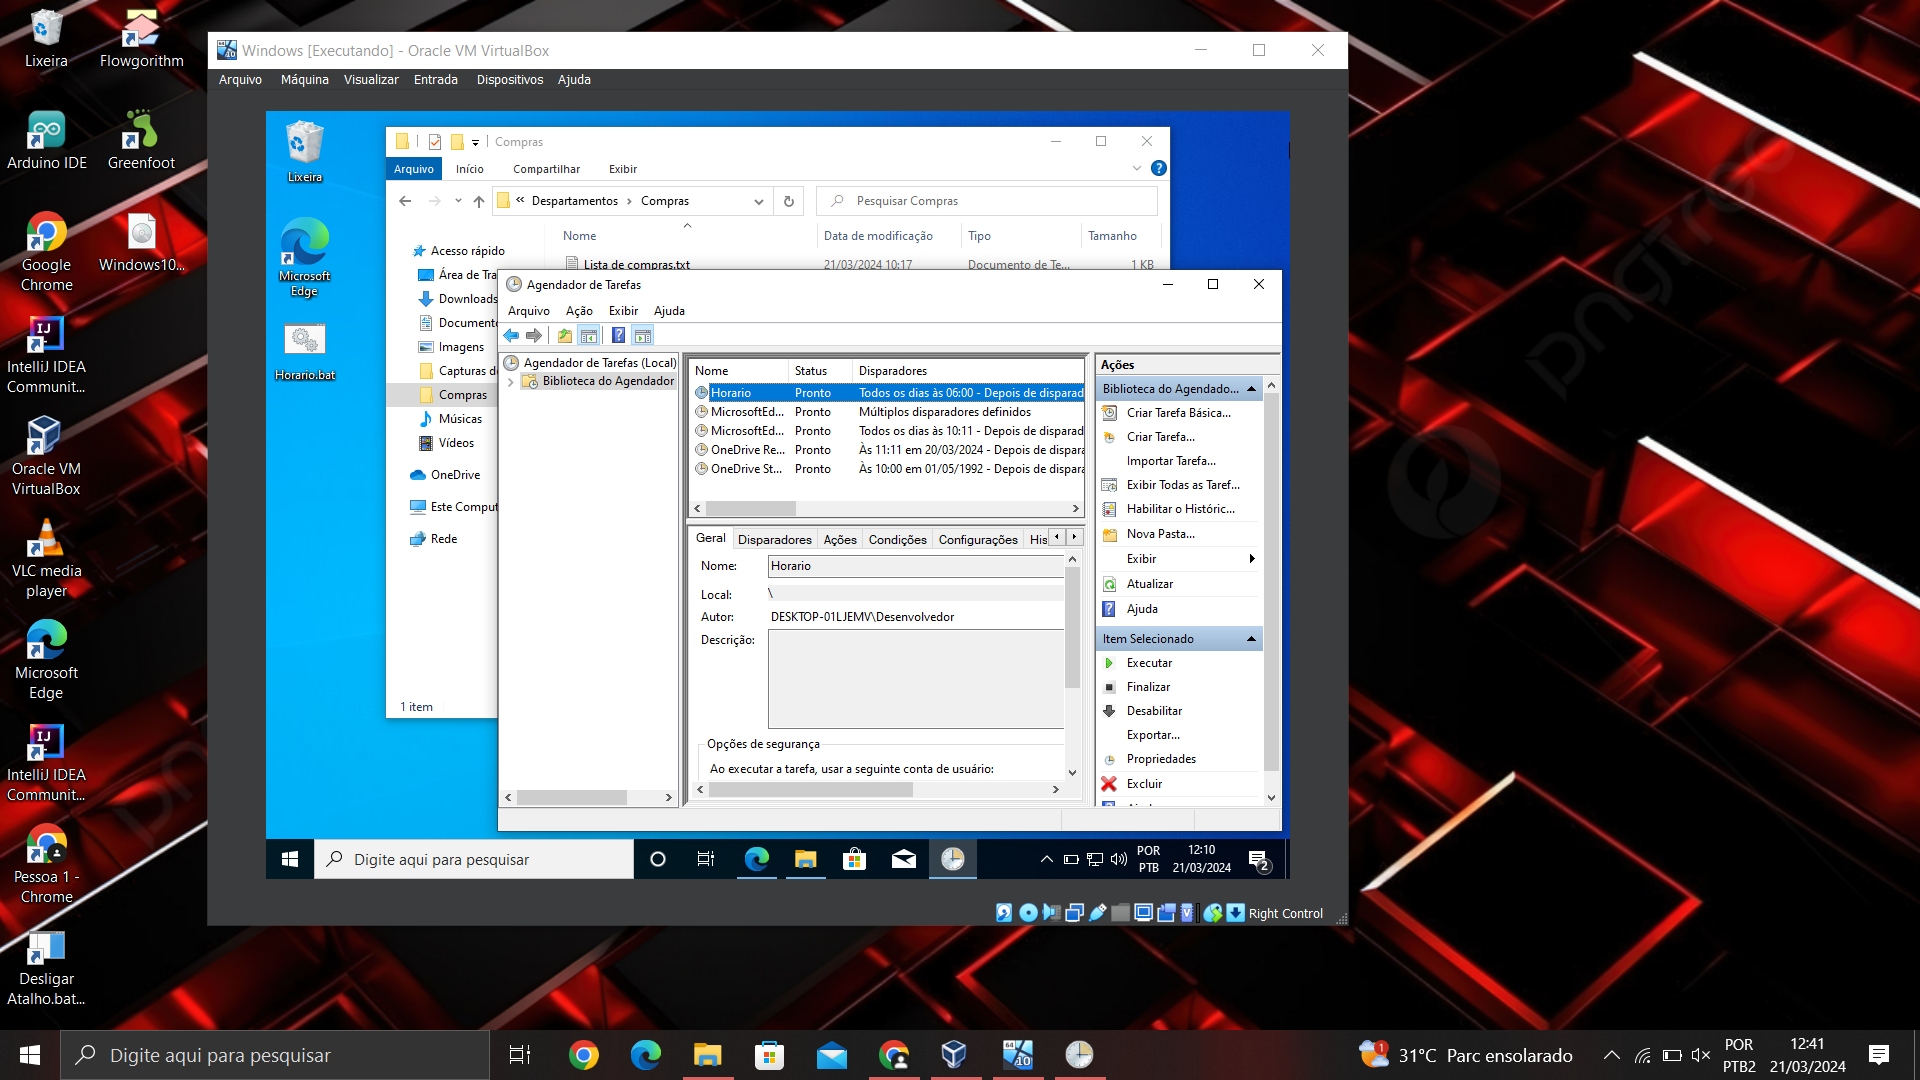 Lixeira
Flowgorithm
Arduino IDE
Greenfoot
Google
Chrome
Windows10...
IntelliJ IDEA
Communit...
Oracle VM
VirtualBox
VLC media
player
Microsoft
Edge
IntelliJ IDEA
Communit...
Pessoa 1 -
Chrome
Desligar
Atalho.bat...
Windows [Executando] - Oracle VM VirtualBox
Arquivo Máquina Visualizar Entrada Dispositivos Ajuda
Lixeira
Microsoft
Edge
Horario.bat
Compras
Arquivo Início Compartilhar Exibir
« Despartamentos › Compras
Pesquisar Compras
Nome Data de modificação Tipo Tamanho
Lista de compras.txt 21/03/2024 10:17 Documento de Te... 1 KB
Acesso rápido
Área de Tra
Downloads
Documento
Imagens
Capturas d
Compras
Músicas
Vídeos
OneDrive
Este Comput
Rede
1 item
Agendador de Tarefas
Arquivo Ação Exibir Ajuda
Agendador de Tarefas (Local)
Biblioteca do Agendador
Nome Status Disparadores
Horario Pronto Todos os dias às 06:00 - Depois de disparad
MicrosoftEd... Pronto Múltiplos disparadores definidos
MicrosoftEd... Pronto Todos os dias às 10:11 - Depois de disparad
OneDrive Re... Pronto Às 11:11 em 20/03/2024 - Depois de dispara
OneDrive St... Pronto Às 10:00 em 01/05/1992 - Depois de dispara
Geral Disparadores Ações Condições Configurações His
Nome: Horario
Local: \
Autor: DESKTOP-01LJEMV\Desenvolvedor
Descrição:
Opções de segurança
Ao executar a tarefa, usar a seguinte conta de usuário:
Ações
Biblioteca do Agendado...
Criar Tarefa Básica...
Criar Tarefa...
Importar Tarefa...
Exibir Todas as Taref...
Habilitar o Históric...
Nova Pasta...
Exibir
Atualizar
Ajuda
Item Selecionado
Executar
Finalizar
Desabilitar
Exportar...
Propriedades
Excluir
Digite aqui para pesquisar
POR
PTB
12:10
21/03/2024
2
Right Control
Digite aqui para pesquisar
1
31°C Parc ensolarado
POR
PTB2
12:41
21/03/2024
pngtree